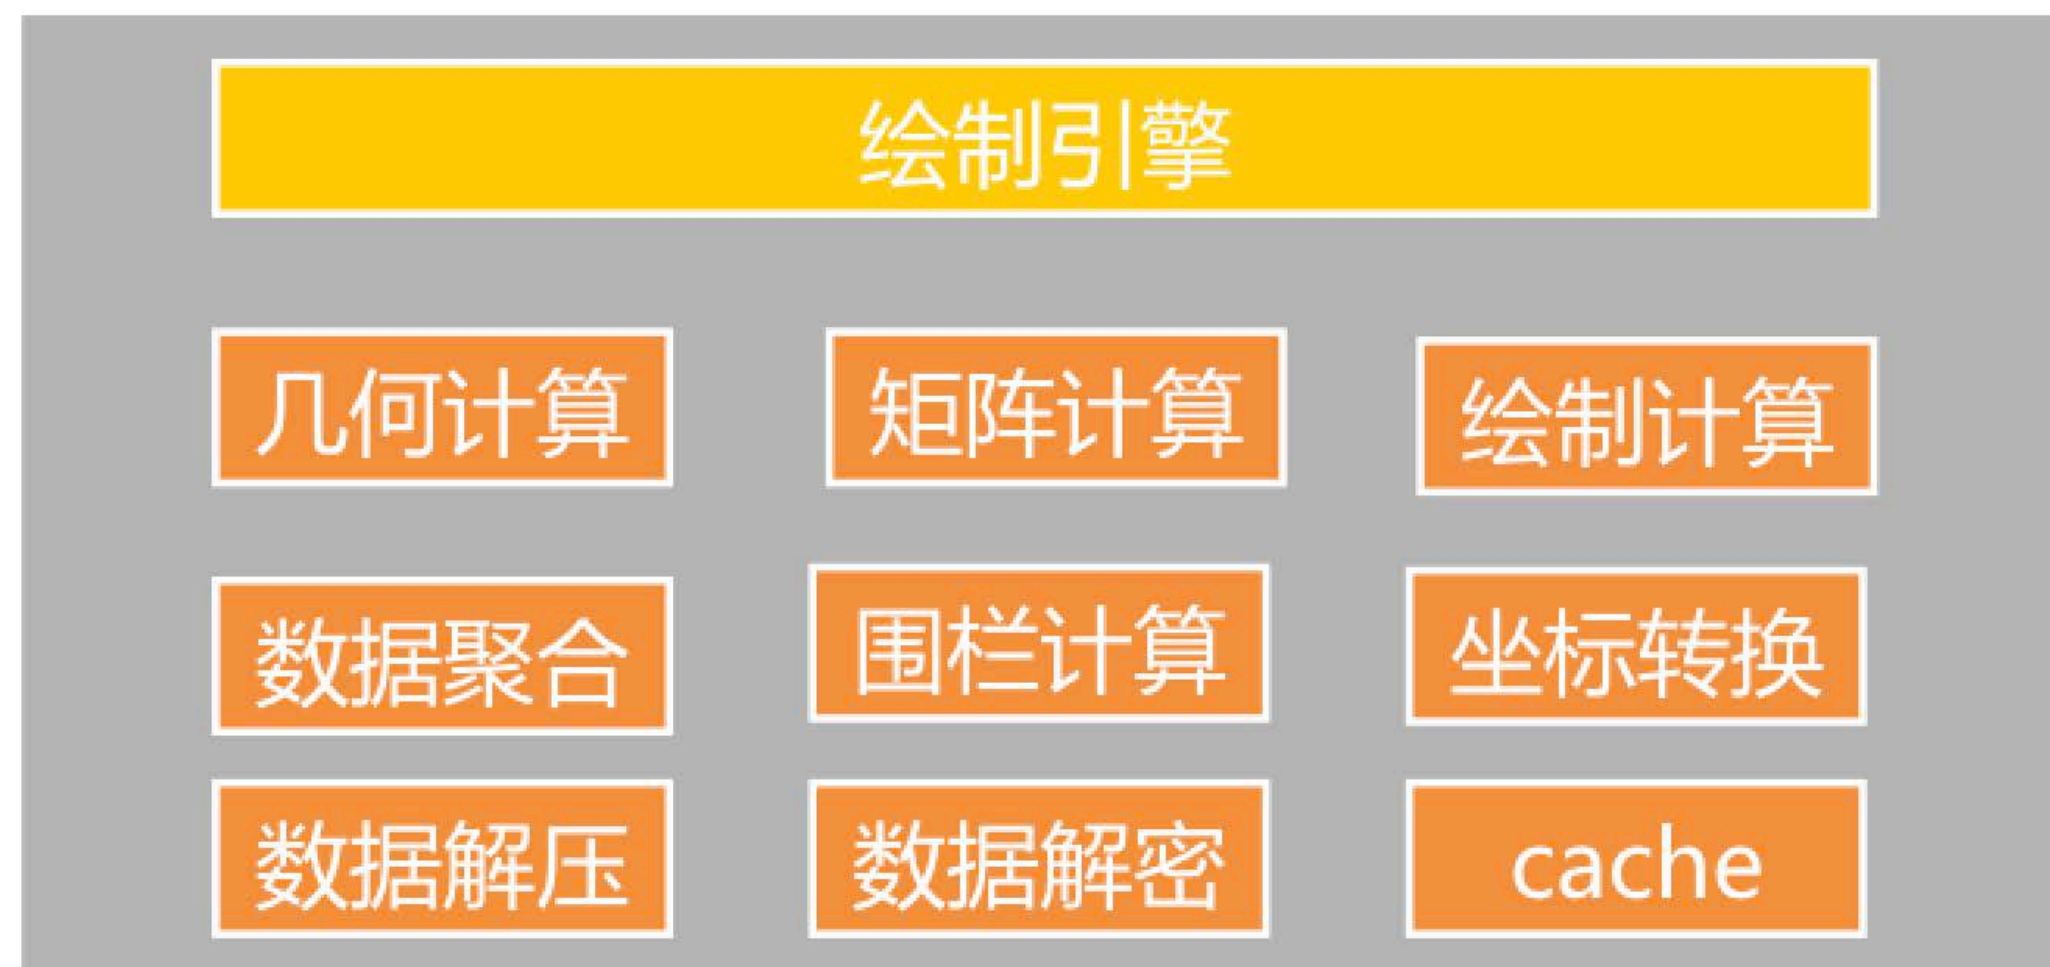 绘制引擎
几何计算
矩阵计算
绘制计算
数据聚合
围栏计算
坐标转换
数据解压
数据解密
cache